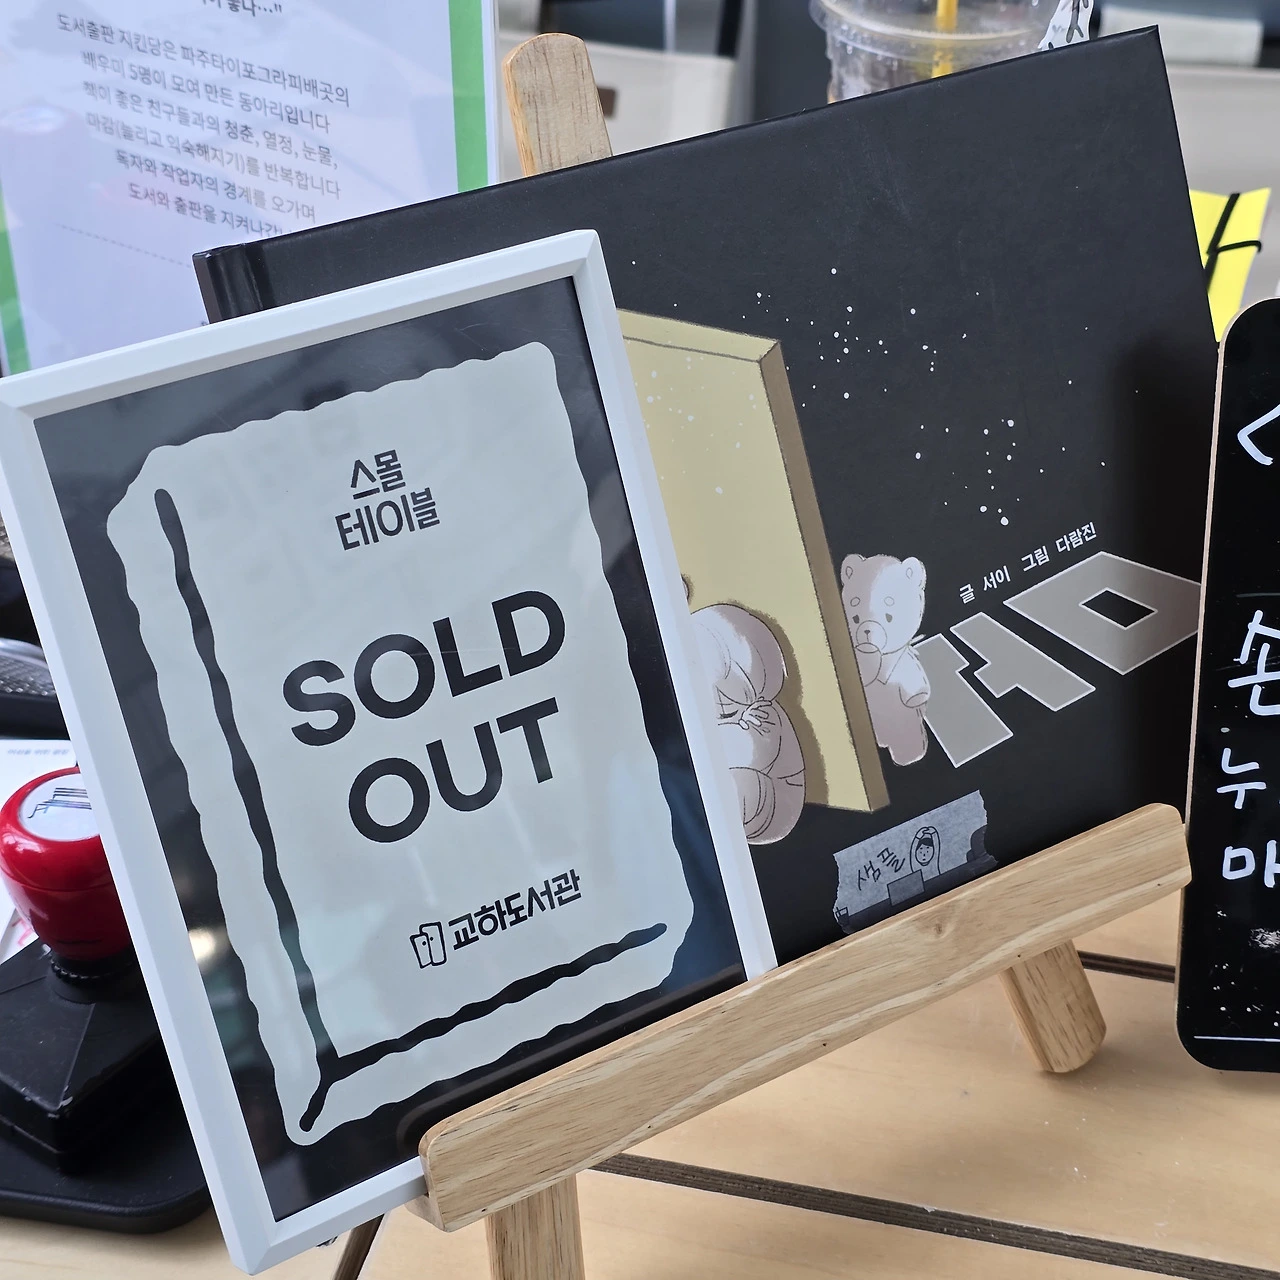 도서출판 지킨당은 파주타이포그라피배곳의
배우미 5명이 모여 만든 동아리입니다
책이 좋은 친구들과의 청춘, 열정, 눈물,
마감(놀리고 익숙해지기)를 반복합니다
독자와 작업자의 경계를 오가며
도서와 출판을 지켜나갑니
스몰
테이블
SOLD
OUT
교하도서관
글 서이 그림 다람진
샘플
손
누